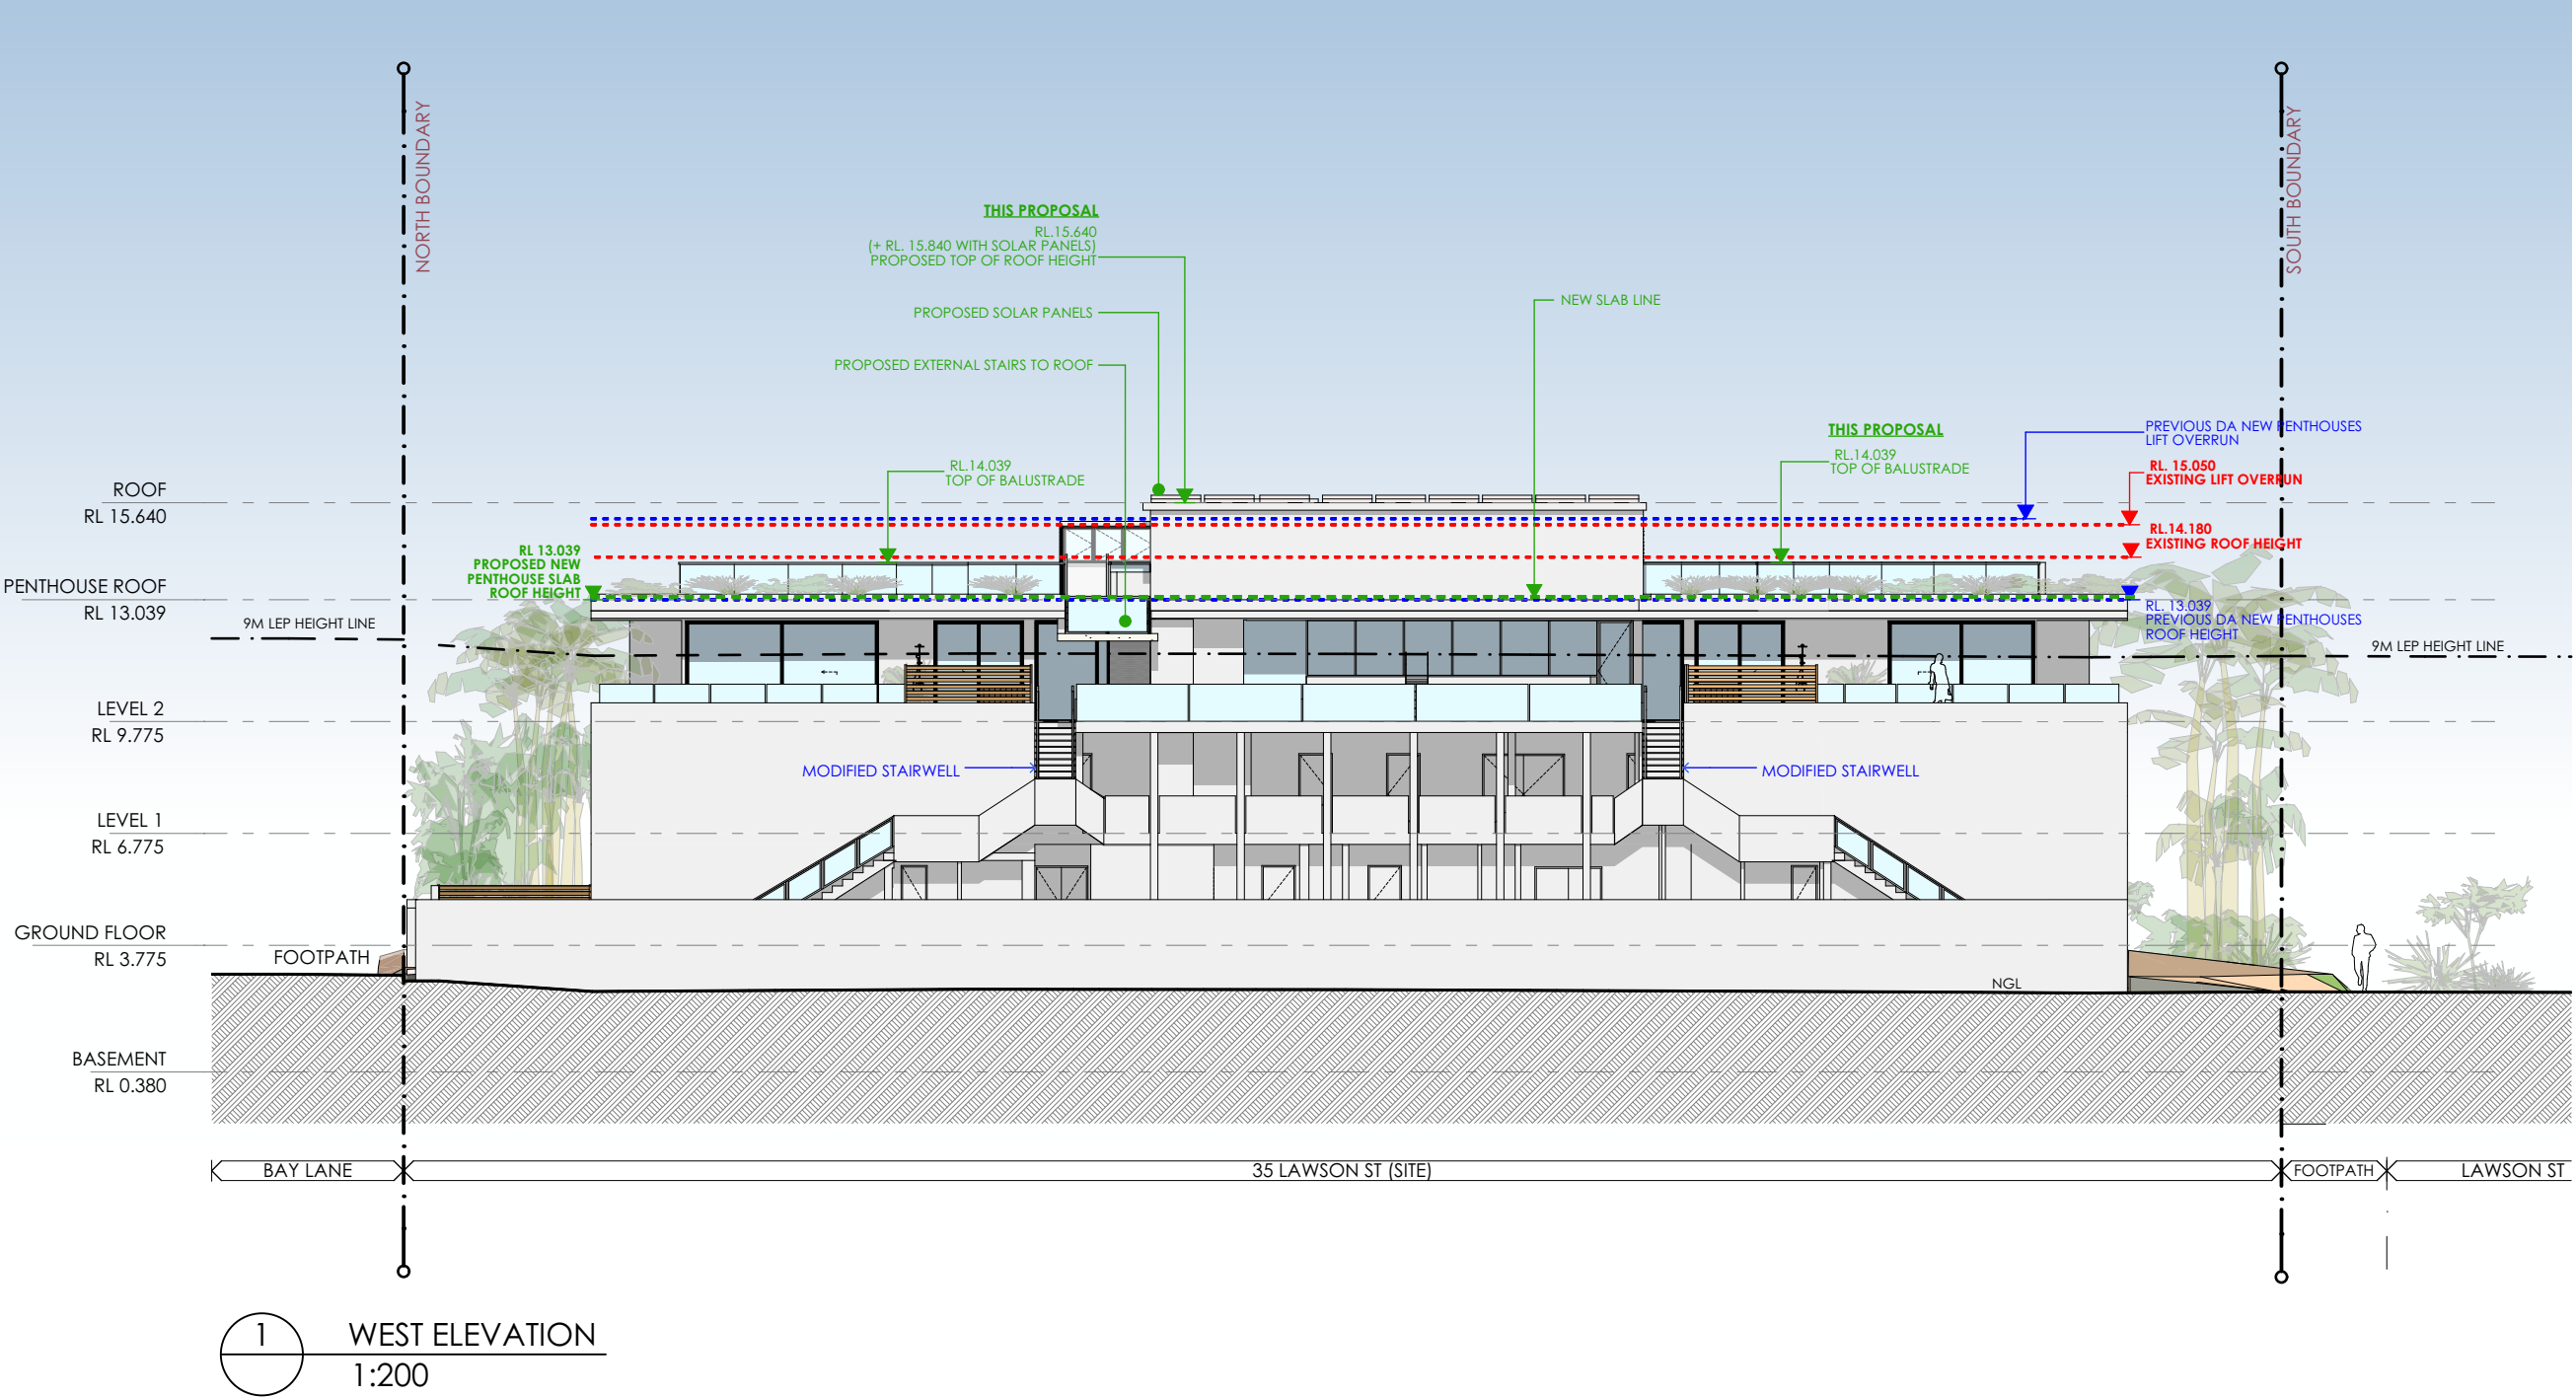 NORTH BOUNDARY
SOUTH BOUNDARY
THIS PROPOSAL
RL.15.640
(+ RL. 15.840 WITH SOLAR PANELS)
PROPOSED TOP OF ROOF HEIGHT
NEW SLAB LINE
PROPOSED SOLAR PANELS
PROPOSED EXTERNAL STAIRS TO ROOF
THIS PROPOSAL
RL.14.039
TOP OF BALUSTRADE
PREVIOUS DA NEW PENTHOUSES
LIFT OVERRUN
RL. 15.050
EXISTING LIFT OVERRUN
RL.14.039
TOP OF BALUSTRADE
ROOF
RL 15.640
RL.14.180
EXISTING ROOF HEIGHT
RL 13.039
PROPOSED NEW
PENTHOUSE SLAB
ROOF HEIGHT
PENTHOUSE ROOF
RL 13.039
RL. 13.039
PREVIOUS DA NEW PENTHOUSES
ROOF HEIGHT
9M LEP HEIGHT LINE
9M LEP HEIGHT LINE
LEVEL 2
RL 9.775
MODIFIED STAIRWELL
MODIFIED STAIRWELL
LEVEL 1
RL 6.775
GROUND FLOOR
RL 3.775
FOOTPATH
NGL
BASEMENT
RL 0.380
BAY LANE
35 LAWSON ST (SITE)
FOOTPATH
LAWSON ST
1
WEST ELEVATION
1:200